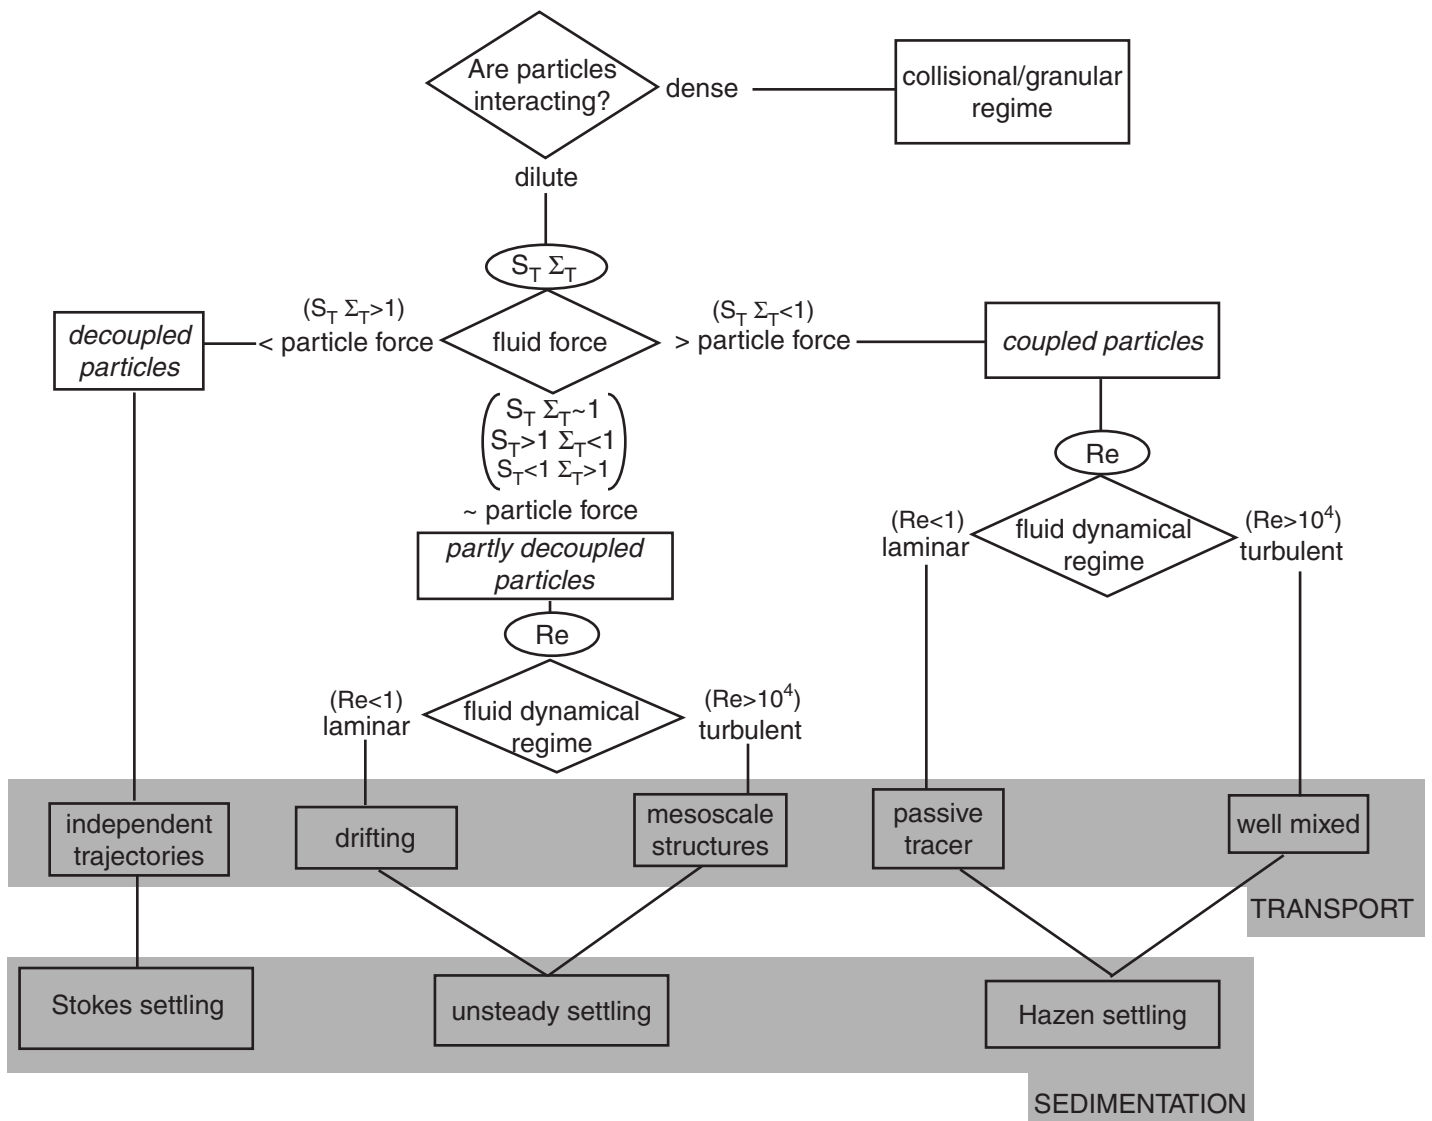 Are particles
interacting?
dense
collisional/granular
regime
dilute
S_T Σ_T
(S_T Σ_T>1)
< particle force
decoupled
particles
fluid force
(S_T Σ_T<1)
> particle force
coupled particles
S_T Σ_T~1
S_T>1 Σ_T<1
S_T<1 Σ_T>1
~ particle force
partly decoupled
particles
Re
(Re<1)
laminar
fluid dynamical
regime
(Re>10^4)
turbulent
Re
(Re<1)
laminar
fluid dynamical
regime
(Re>10^4)
turbulent
independent
trajectories
drifting
mesoscale
structures
passive
tracer
well mixed
TRANSPORT
Stokes settling
unsteady settling
Hazen settling
SEDIMENTATION